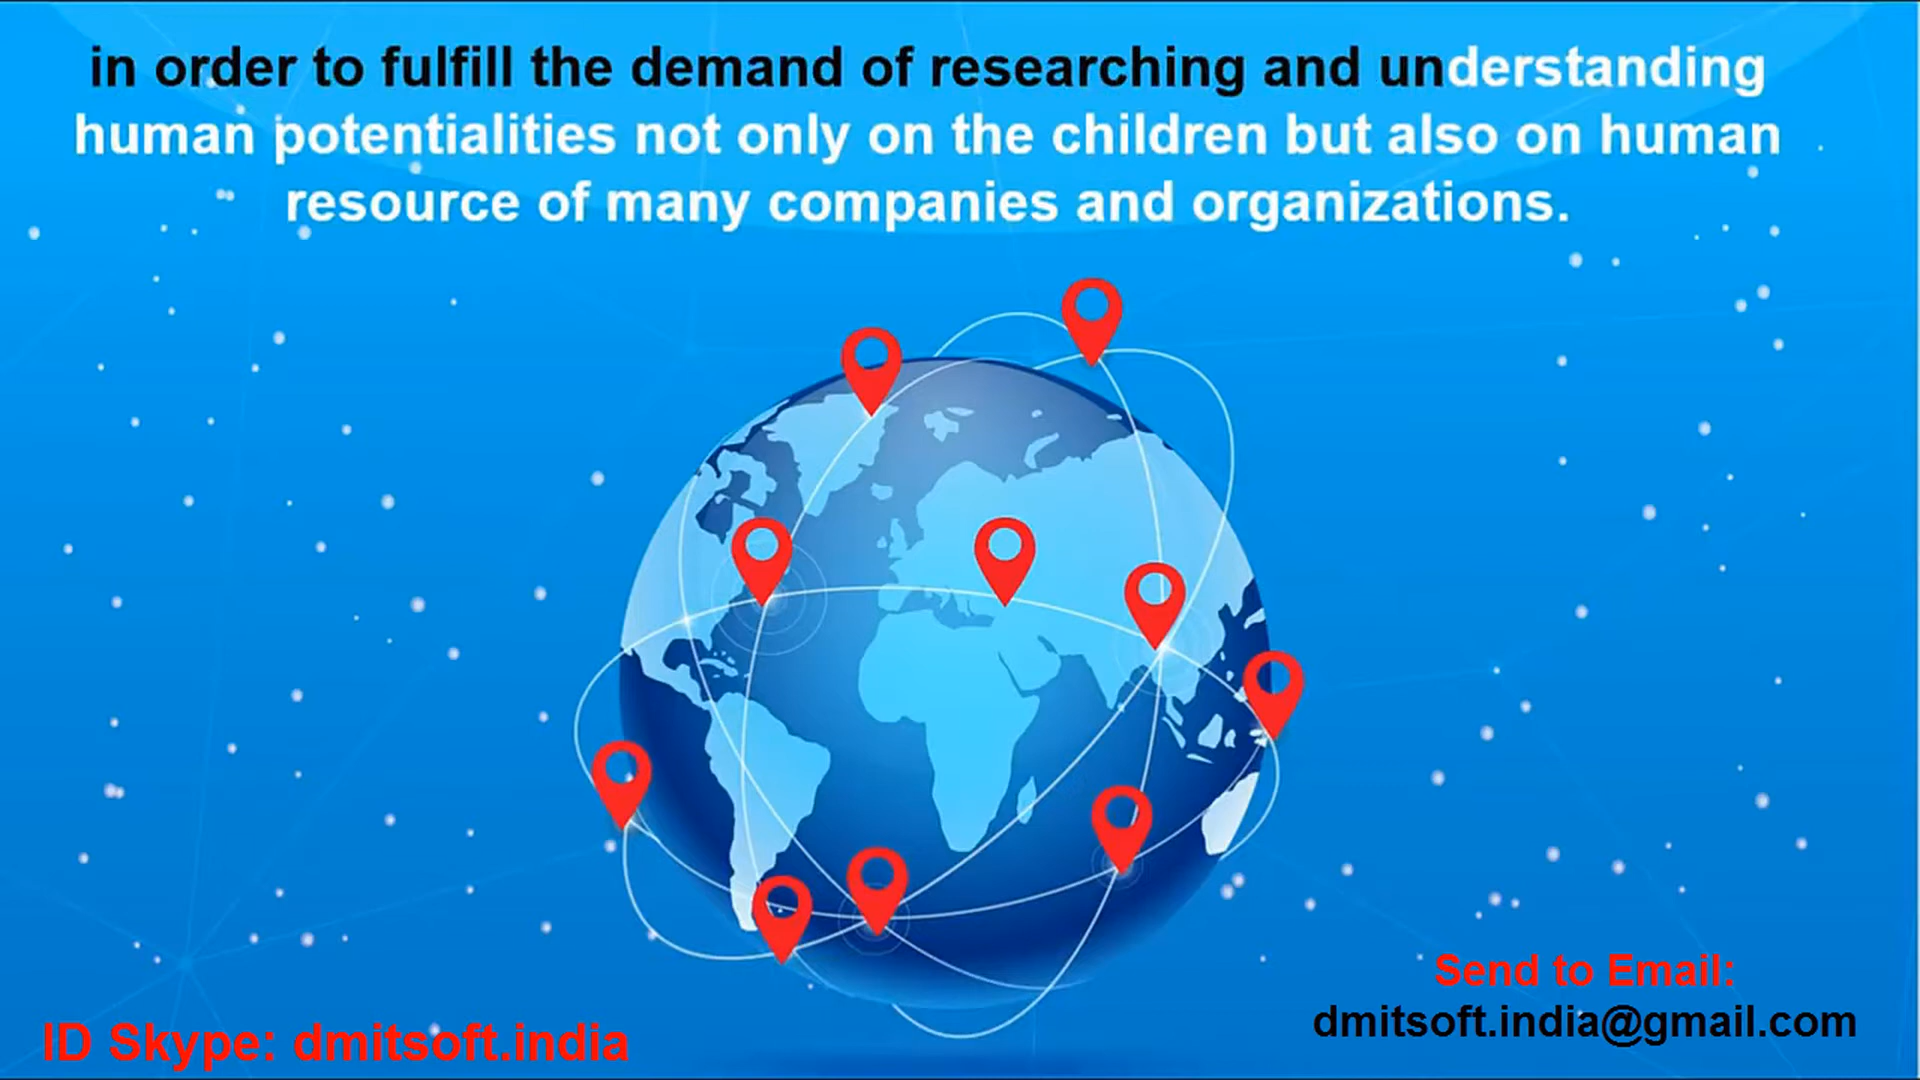 in order to fulfill the demand of researching and understanding
human potentialities not only on the children but also on human
resource of many companies and organizations.
Send to Email:
dmitsoft.india@gmail.com
ID Skype: dmitsoft.india